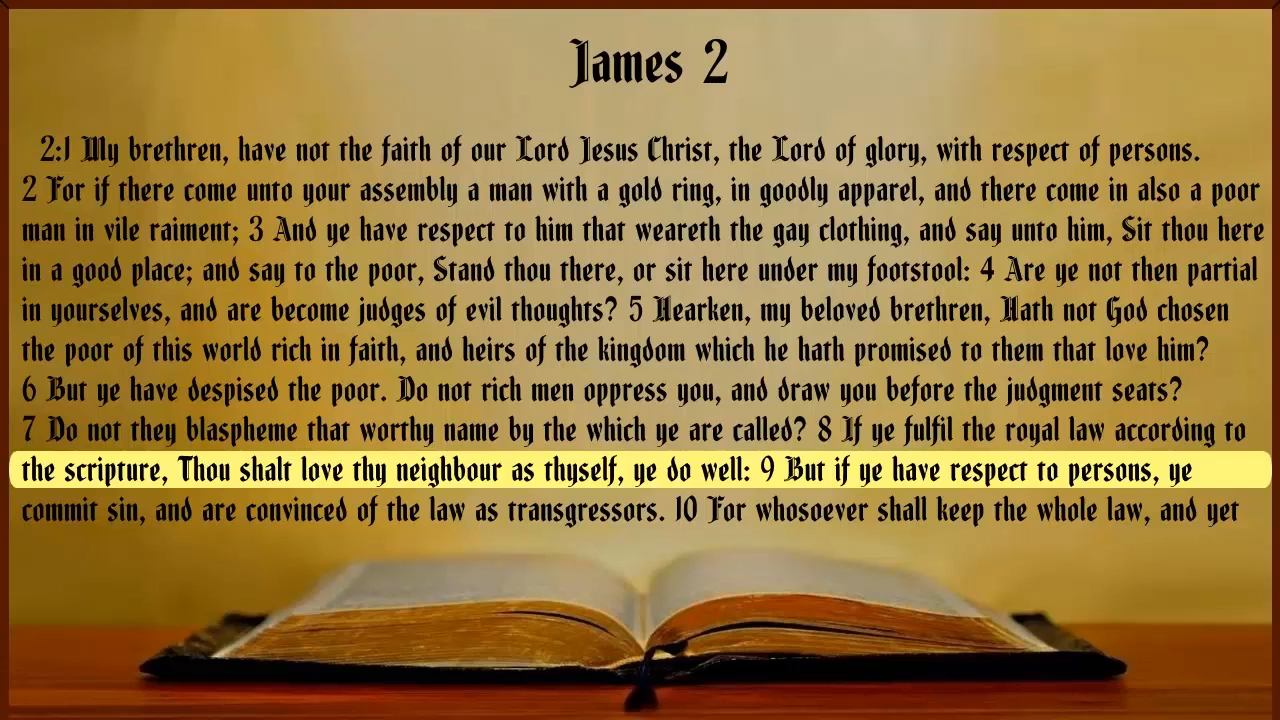 James 2
2:1 My brethren, have not the faith of our Lord Jesus Christ, the Lord of glory, with respect of persons.
2 For if there come unto your assembly a man with a gold ring, in goodly apparel, and there come in also a poor
man in vile raiment; 3 And ye have respect to him that weareth the gay clothing, and say unto him, Sit thou here
in a good place; and say to the poor, Stand thou there, or sit here under my footstool: 4 Are ye not then partial
in yourselves, and are become judges of evil thoughts? 5 Hearken, my beloved brethren, Hath not God chosen
the poor of this world rich in faith, and heirs of the kingdom which he hath promised to them that love him?
6 But ye have despised the poor. Do not rich men oppress you, and draw you before the judgment seats?
7 Do not they blaspheme that worthy name by the which ye are called? 8 If ye fulfil the royal law according to
the scripture, Thou shalt love thy neighbour as thyself, ye do well: 9 But if ye have respect to persons, ye
commit sin, and are convinced of the law as transgressors. 10 For whosoever shall keep the whole law, and yet